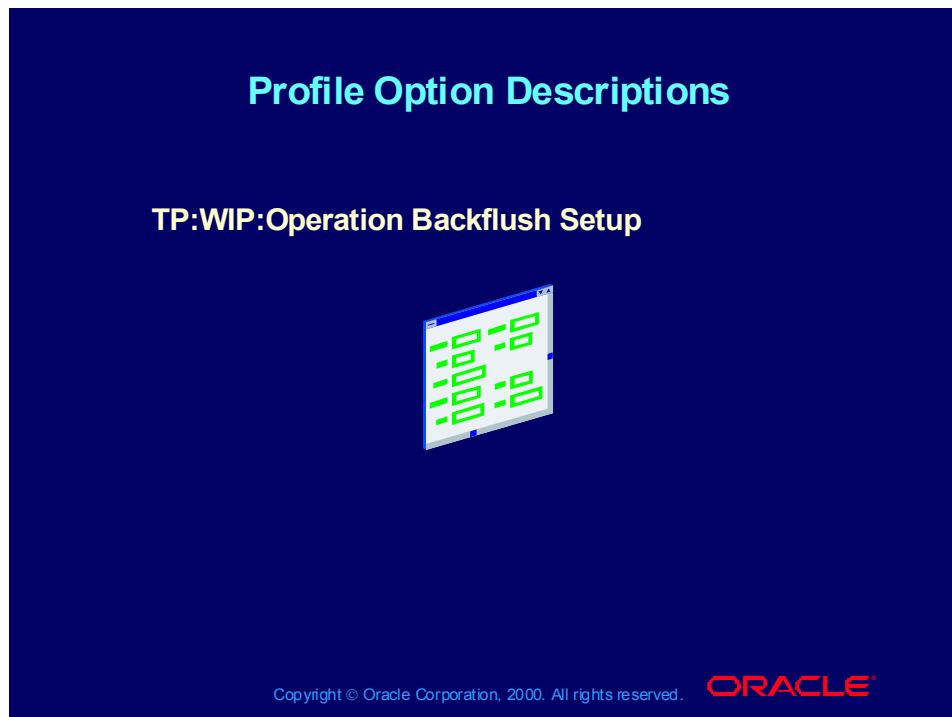 Profile Option Descriptions
TP:WIP:Operation Backflush Setup
Copyright © Oracle Corporation, 2000. All rights reserved.
ORACLE®